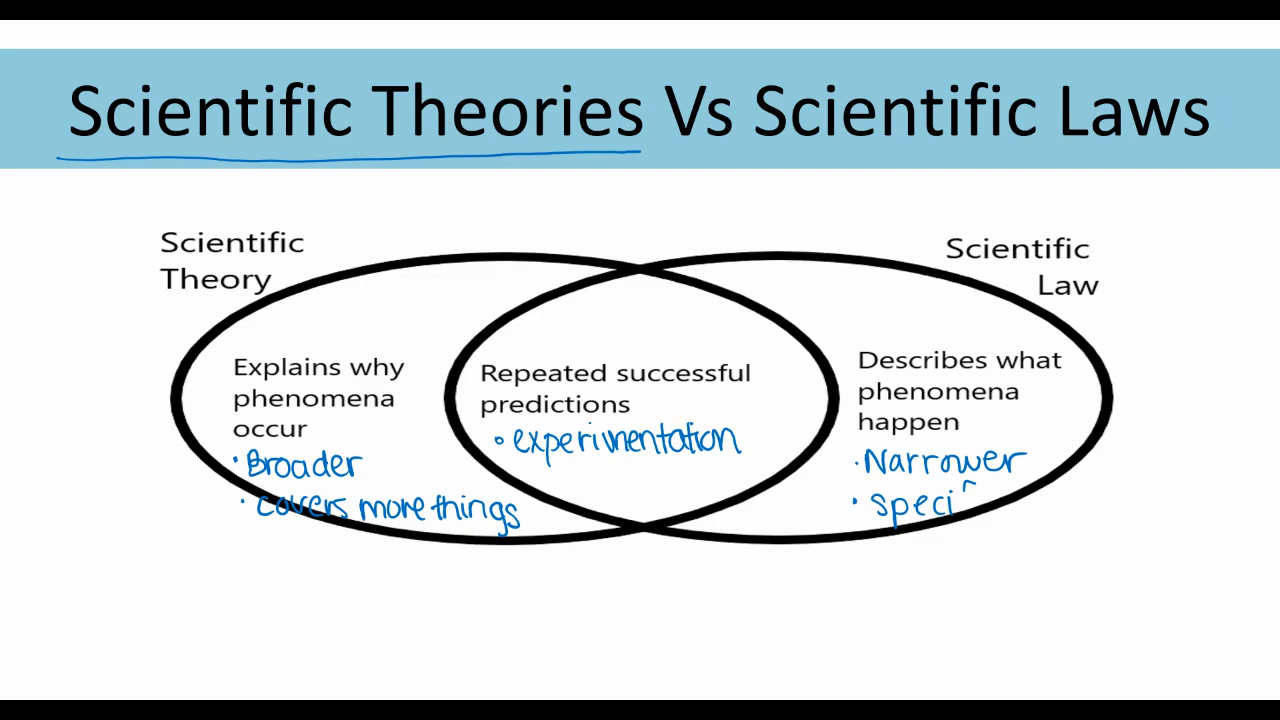 Scientific Theories Vs Scientific Laws
Scientific
Theory
Scientific
Law
Explains why
phenomena
occur
• Broader
• covers more things
Repeated successful
predictions
• experimentation
Describes what
phenomena
happen
• Narrower
• speci